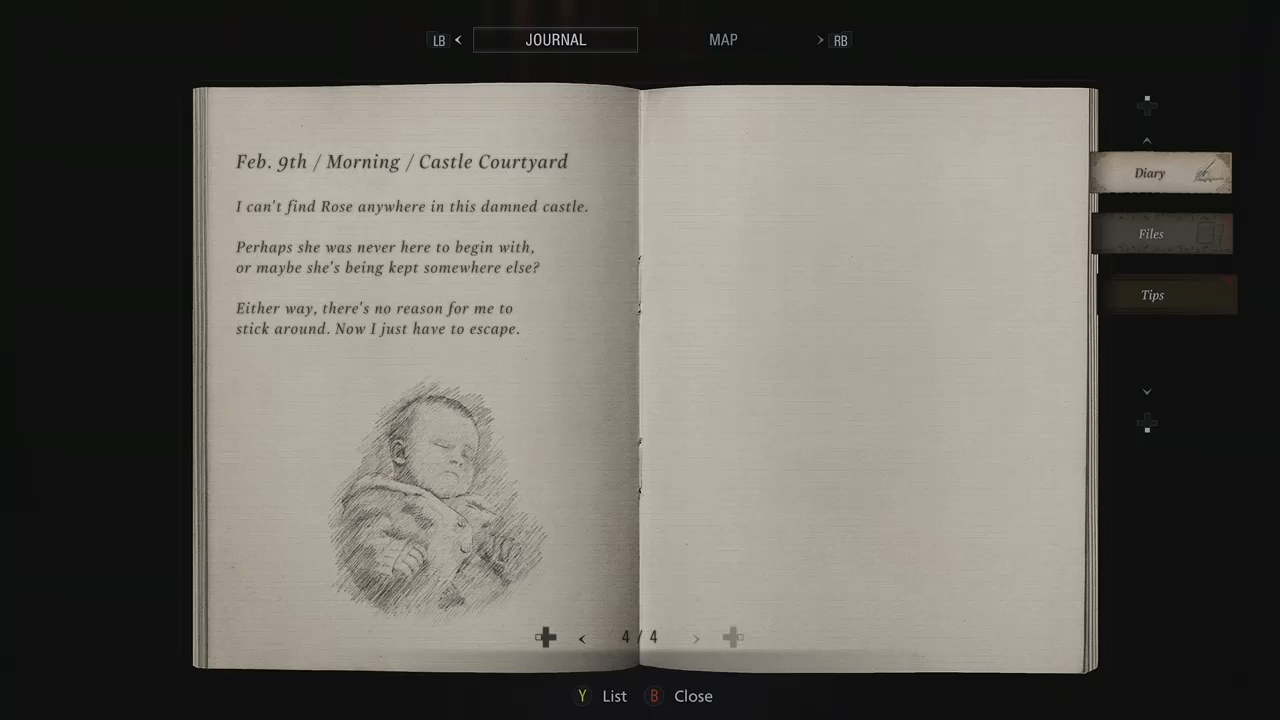 LB < JOURNAL MAP > RB
Feb. 9th / Morning / Castle Courtyard
I can't find Rose anywhere in this damned castle.
Perhaps she was never here to begin with,
or maybe she's being kept somewhere else?
Either way, there's no reason for me to
stick around. Now I just have to escape.
Diary
Files
Tips
< 4 / 4 >
Y List B Close